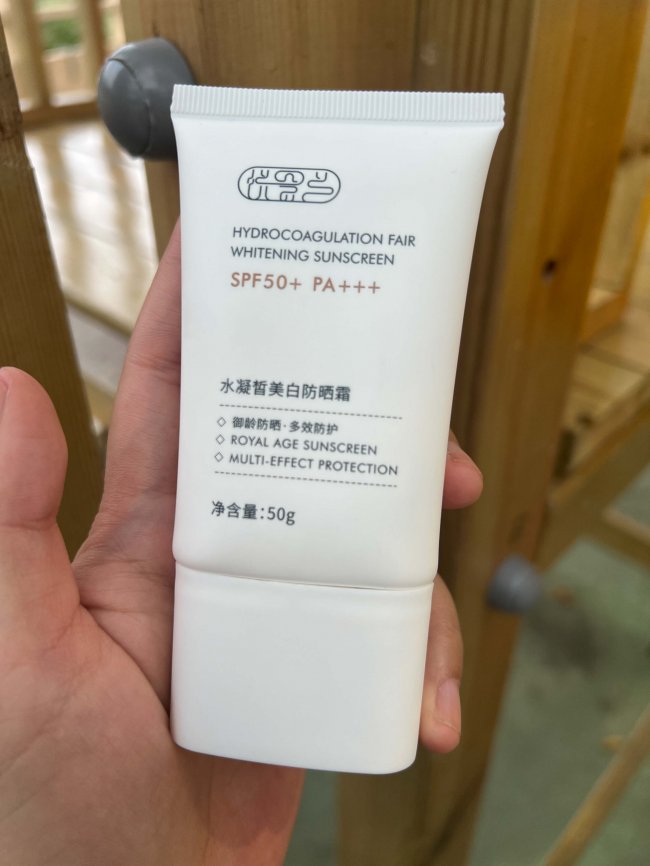 HYDROCOAGULATION FAIR
WHITENING SUNSCREEN
SPF50+ PA+++
水凝皙美白防晒霜
御龄防晒·多效防护
ROYAL AGE SUNSCREEN
MULTI-EFFECT PROTECTION
净含量:50g